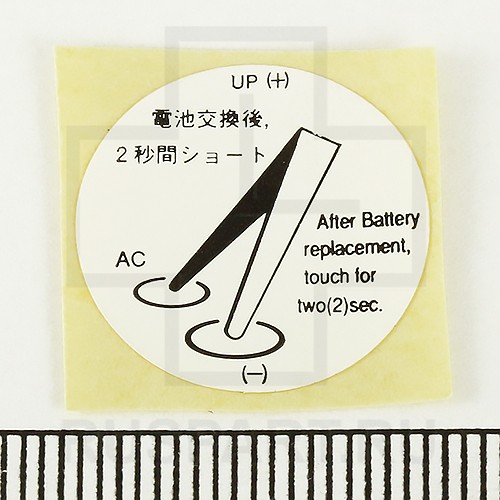 UP (+)
電池交換後,
2秒間ショート
After Battery
replacement,
touch for
two(2)sec.
AC
(−)